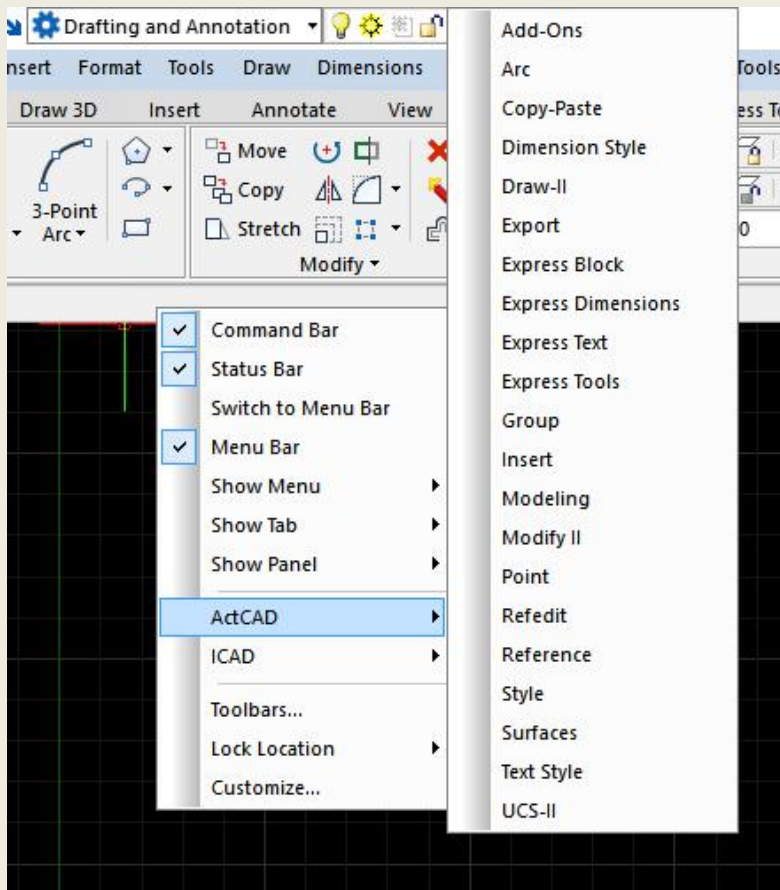 Drafting and Annotation
nsert Format Tools Draw Dimensions Tools
Draw 3D Insert Annotate View ess T
Move
3-Point
Arc
Copy
Stretch
0
Modify
Command Bar
Status Bar
Switch to Menu Bar
Menu Bar
Show Menu
Show Tab
Show Panel
ActCAD
ICAD
Toolbars...
Lock Location
Customize...
Add-Ons
Arc
Copy-Paste
Dimension Style
Draw-II
Export
Express Block
Express Dimensions
Express Text
Express Tools
Group
Insert
Modeling
Modify II
Point
Refedit
Reference
Style
Surfaces
Text Style
UCS-II